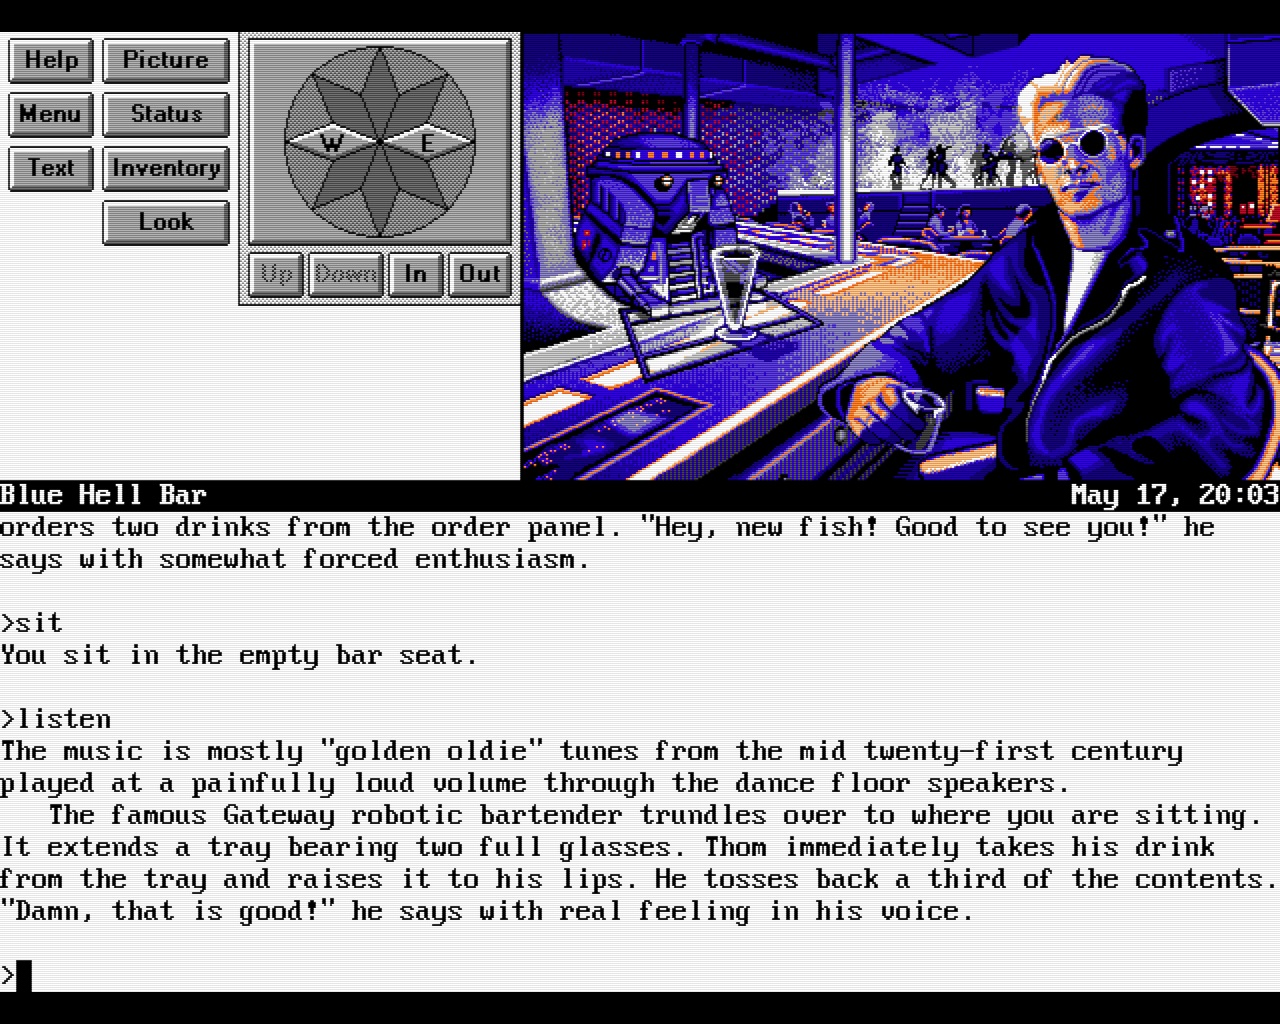 Help Picture
Menu Status
Text Inventory
Look
W E
Up Down In Out
Blue Hell Bar May 17, 20:03
orders two drinks from the order panel. "Hey, new fish! Good to see you!" he
says with somewhat forced enthusiasm.
>sit
You sit in the empty bar seat.
>listen
The music is mostly "golden oldie" tunes from the mid twenty-first century
played at a painfully loud volume through the dance floor speakers.
The famous Gateway robotic bartender trundles over to where you are sitting.
It extends a tray bearing two full glasses. Thom immediately takes his drink
from the tray and raises it to his lips. He tosses back a third of the contents.
"Damn, that is good!" he says with real feeling in his voice.
>